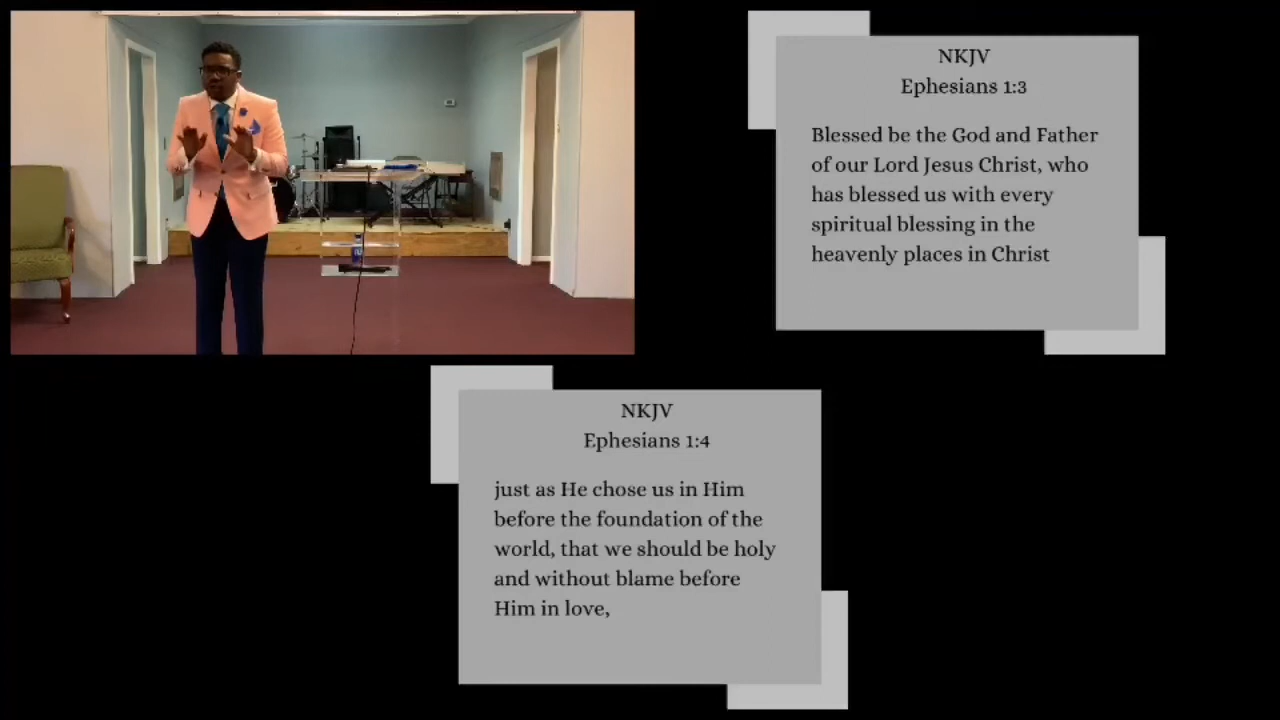 NKJV
Ephesians 1:3
Blessed be the God and Father
of our Lord Jesus Christ, who
has blessed us with every
spiritual blessing in the
heavenly places in Christ
NKJV
Ephesians 1:4
just as He chose us in Him
before the foundation of the
world, that we should be holy
and without blame before
Him in love,